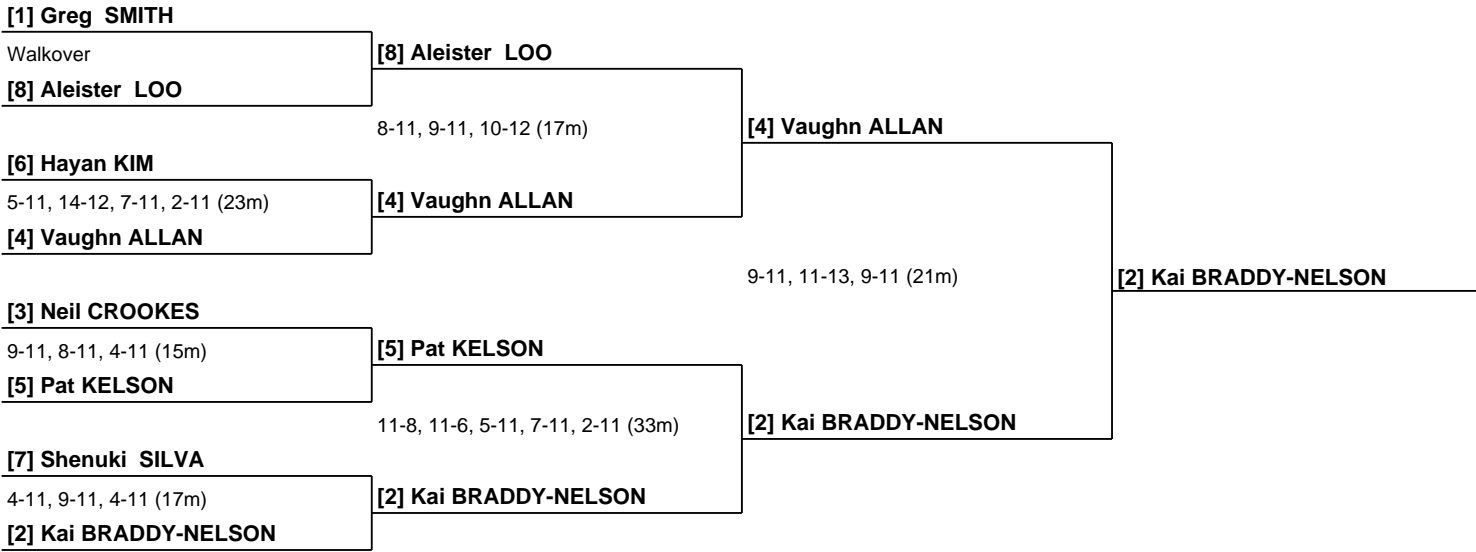 [1] Greg  SMITH
Walkover
[8] Aleister  LOO
[8] Aleister  LOO
8-11, 9-11, 10-12 (17m)
[4] Vaughn ALLAN
[6] Hayan KIM
5-11, 14-12, 7-11, 2-11 (23m)
[4] Vaughn ALLAN
[4] Vaughn ALLAN
9-11, 11-13, 9-11 (21m)
[2] Kai BRADDY-NELSON
[3] Neil CROOKES
9-11, 8-11, 4-11 (15m)
[5] Pat KELSON
[5] Pat KELSON
11-8, 11-6, 5-11, 7-11, 2-11 (33m)
[2] Kai BRADDY-NELSON
[7] Shenuki  SILVA
4-11, 9-11, 4-11 (17m)
[2] Kai BRADDY-NELSON
[2] Kai BRADDY-NELSON